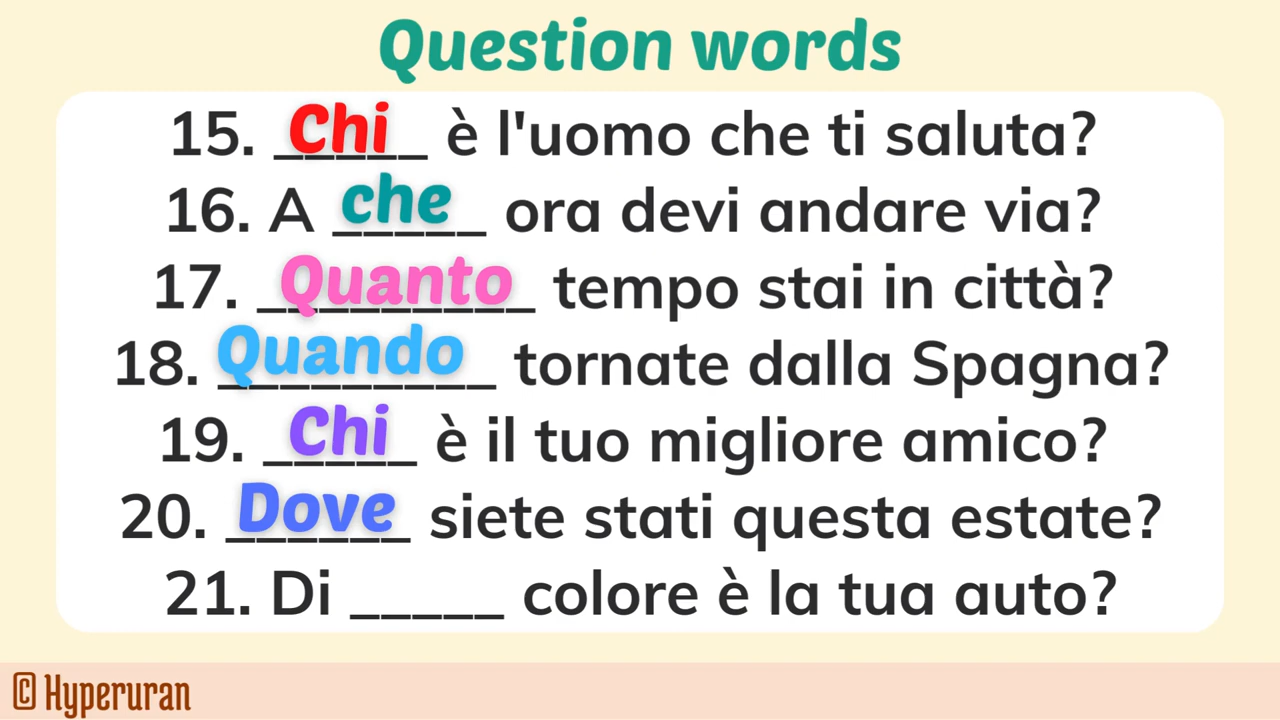 Question words
15. Chi è l'uomo che ti saluta?
16. A che ora devi andare via?
17. Quanto tempo stai in città?
18. Quando tornate dalla Spagna?
19. Chi è il tuo migliore amico?
20. Dove siete stati questa estate?
21. Di _____ colore è la tua auto?
© Hyperuran